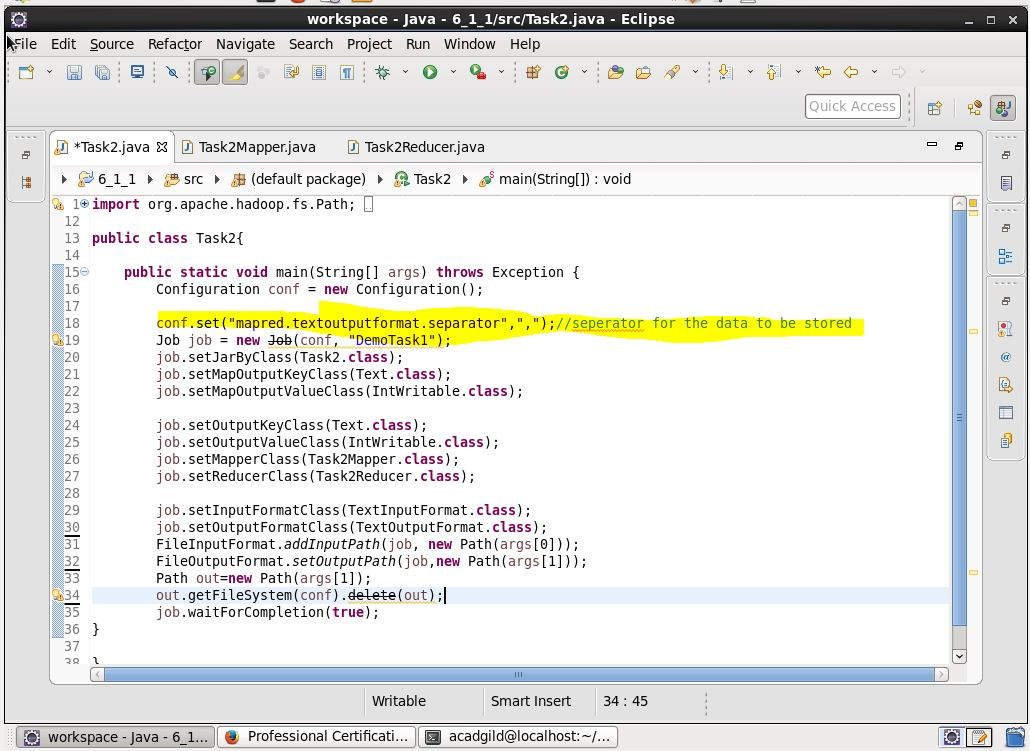 workspace - Java - 6_1_1/src/Task2.java - Eclipse
File Edit Source Refactor Navigate Search Project Run Window Help
Quick Access
*Task2.java Task2Mapper.java Task2Reducer.java
6_1_1 src (default package) Task2 main(String[]) : void
1 import org.apache.hadoop.fs.Path;
12
13 public class Task2{
14
15 public static void main(String[] args) throws Exception {
16 Configuration conf = new Configuration();
17
18 conf.set("mapred.textoutputformat.separator",",");//seperator for the data to be stored
19 Job job = new Job(conf, "DemoTask1");
20 job.setJarByClass(Task2.class);
21 job.setMapOutputKeyClass(Text.class);
22 job.setMapOutputValueClass(IntWritable.class);
23
24 job.setOutputKeyClass(Text.class);
25 job.setOutputValueClass(IntWritable.class);
26 job.setMapperClass(Task2Mapper.class);
27 job.setReducerClass(Task2Reducer.class);
28
29 job.setInputFormatClass(TextInputFormat.class);
30 job.setOutputFormatClass(TextOutputFormat.class);
31 FileInputFormat.addInputPath(job, new Path(args[0]));
32 FileOutputFormat.setOutputPath(job,new Path(args[1]));
33 Path out=new Path(args[1]);
34 out.getFileSystem(conf).delete(out);
35 job.waitForCompletion(true);
36 }
37
38 }
Writable Smart Insert 34 : 45
workspace - Java - 6_1... Professional Certificati... acadgild@localhost:~/...